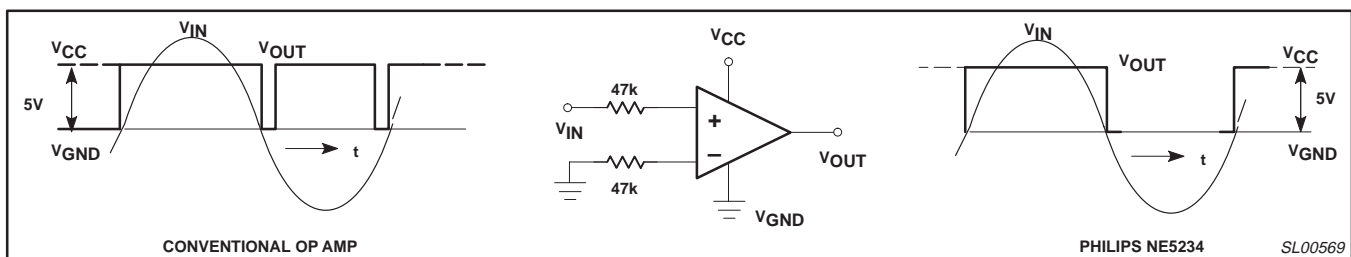 VIN
VCC
VOUT
5V
VGND
t
CONVENTIONAL OP AMP
VCC
47k
VIN
+
−
VOUT
47k
VGND
VIN
VCC
VOUT
5V
VGND
t
PHILIPS NE5234
SL00569